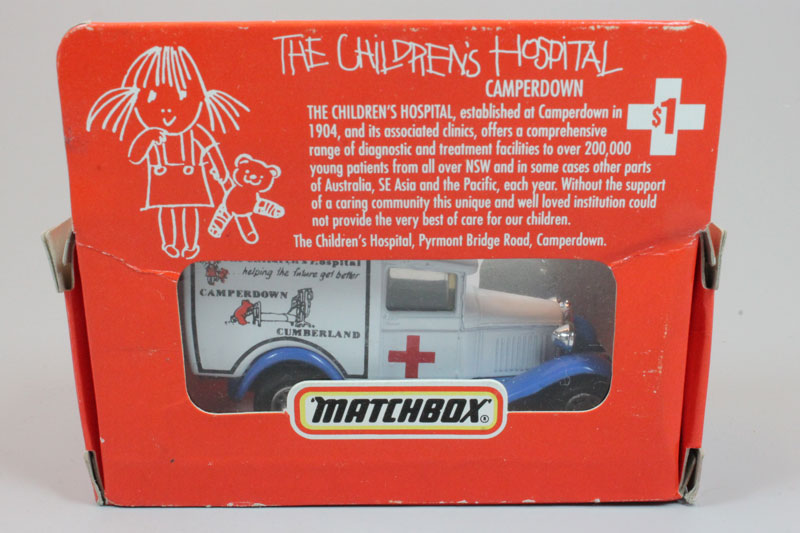 THE CHILDREN'S HOSPITAL
CAMPERDOWN
THE CHILDREN'S HOSPITAL, established at Camperdown in
1904, and its associated clinics, offers a comprehensive
range of diagnostic and treatment facilities to over 200,000
young patients from all over NSW and in some cases other parts
of Australia, SE Asia and the Pacific, each year. Without the support
of a caring community this unique and well loved institution could
not provide the very best of care for our children.
The Children's Hospital, Pyrmont Bridge Road, Camperdown.
$1
Hospital
helping the future get better
CAMPERDOWN
CUMBERLAND
MATCHBOX®